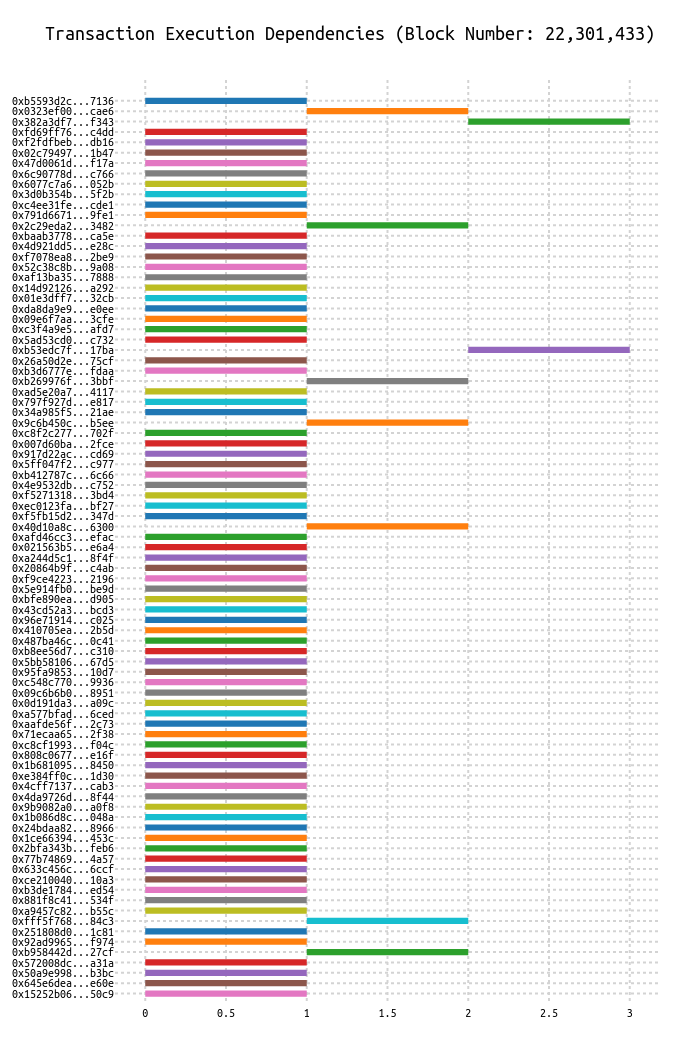 Transaction Execution Dependencies (Block Number: 22,301,433)
0xb5593d2c...7136
0x0323ef00...cae6
0x382a3df7...f343
0xfd69ff76...c4dd
0xf2fdfbeb...db16
0x02c79497...1b47
0x47d0061d...f17a
0x6c90778d...c766
0x6077c7a6...052b
0x3d0b354b...5f2b
0xc4ee31fe...cde1
0x791d6671...9fe1
0x2c29eda2...3482
0xbaab3778...ca5e
0x4d921dd5...e28c
0xf7078ea8...2be9
0x52c38c8b...9a08
0xaf13ba35...7888
0x14d92126...a292
0x01e3dff7...32cb
0xda8da9e9...e0ee
0x09e6f7aa...3cfe
0xc3f4a9e5...afd7
0x5ad53cd0...c732
0xb53edc7f...17ba
0x26a50d2e...75cf
0xb3d6777e...fdaa
0xb269976f...3bbf
0xad5e20a7...4117
0x797f927d...e817
0x34a985f5...21ae
0x9c6b450c...b5ee
0xc8f2c277...702f
0x007d60ba...2fce
0x917d22ac...cd69
0x5ff047f2...c977
0xb412787c...6c66
0x4e9532db...c752
0xf5271318...3bd4
0xec0123fa...bf27
0xf5fb15d2...347d
0x40d10a8c...6300
0xafd46cc3...efac
0x021563b5...e6a4
0xa244d5c1...8f4f
0x20864b9f...c4ab
0xf9ce4223...2196
0x5e914fb0...be9d
0xbfe890ea...d905
0x43cd52a3...bcd3
0x96e71914...c025
0x410705ea...2b5d
0x487ba46c...0c41
0xb8ee56d7...c310
0x5bb58106...67d5
0x95fa9853...10d7
0xc548c770...9936
0x09c6b6b0...8951
0x0d191da3...a09c
0xa577bfad...6ced
0xaafde56f...2c73
0x71ecaa65...2f38
0xc8cf1993...f04c
0x808c0677...e16f
0x1b681095...8450
0xe384ff0c...1d30
0x4cff7137...cab3
0x4da9726d...8f44
0x9b9082a0...a0f8
0x1b086d8c...048a
0x24bdaa82...8966
0x1ce66394...453c
0x2bfa343b...feb6
0x77b74869...4a57
0x633c456c...6ccf
0xce210040...10a3
0xb3de1784...ed54
0x881f8c41...534f
0xa9457c82...b55c
0xfff5f768...84c3
0x251808d0...1c81
0x92ad9965...f974
0xb958442d...27cf
0x572008dc...a31a
0x50a9e998...b3bc
0x645e6dea...e60e
0x15252b06...50c9
0 0.5 1 1.5 2 2.5 3